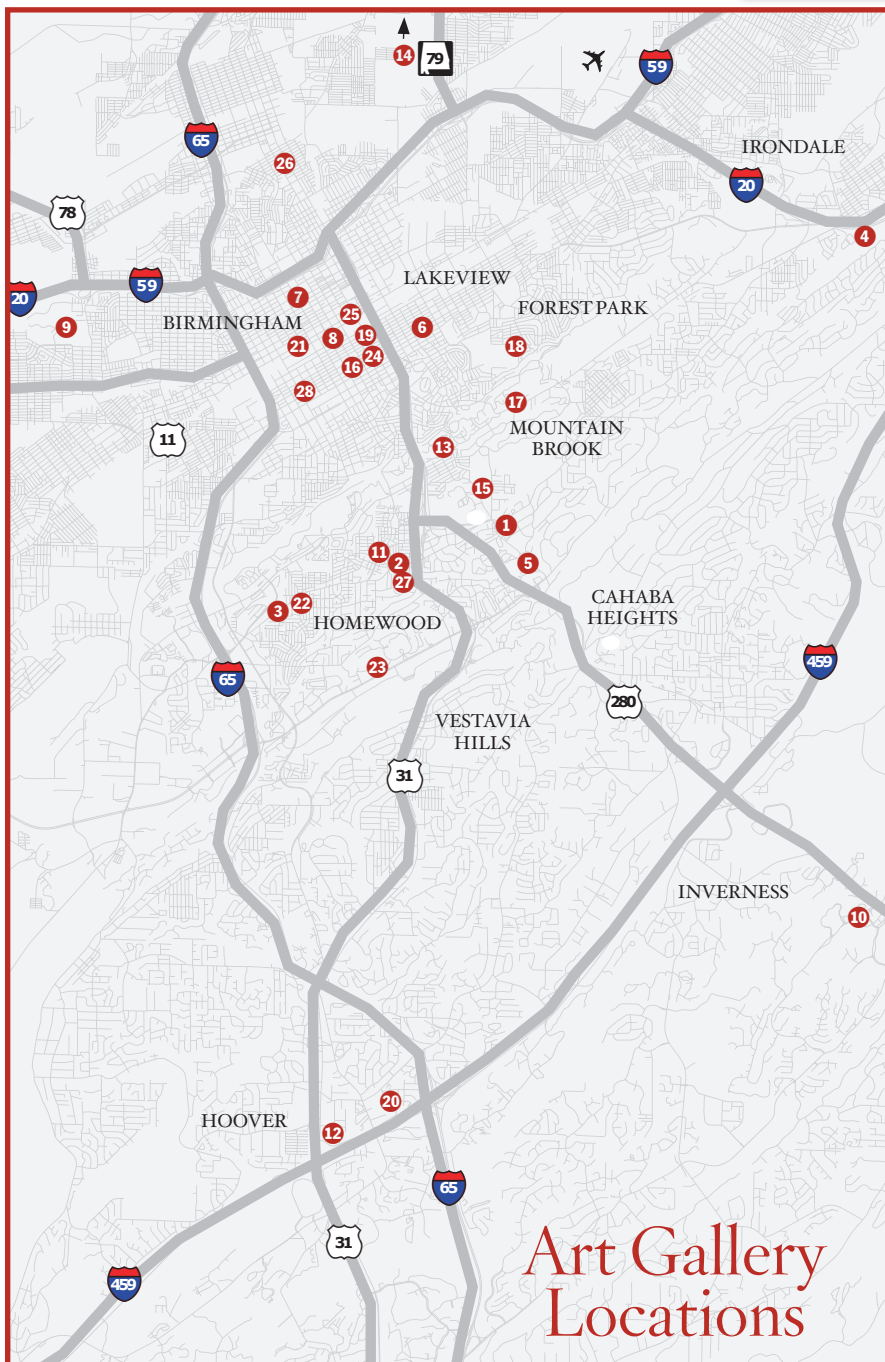 14
79
59
65
IRONDALE
26
20
78
4
LAKEVIEW
20
59
7
FOREST PARK
9
BIRMINGHAM
25
6
8
19
21
18
24
16
28
17
11
MOUNTAIN
BROOK
13
15
1
11
2
5
27
CAHABA
HEIGHTS
22
3
HOMEWOOD
459
23
65
280
VESTAVIA
HILLS
31
INVERNESS
10
20
HOOVER
12
65
31
459
Art Gallery
Locations